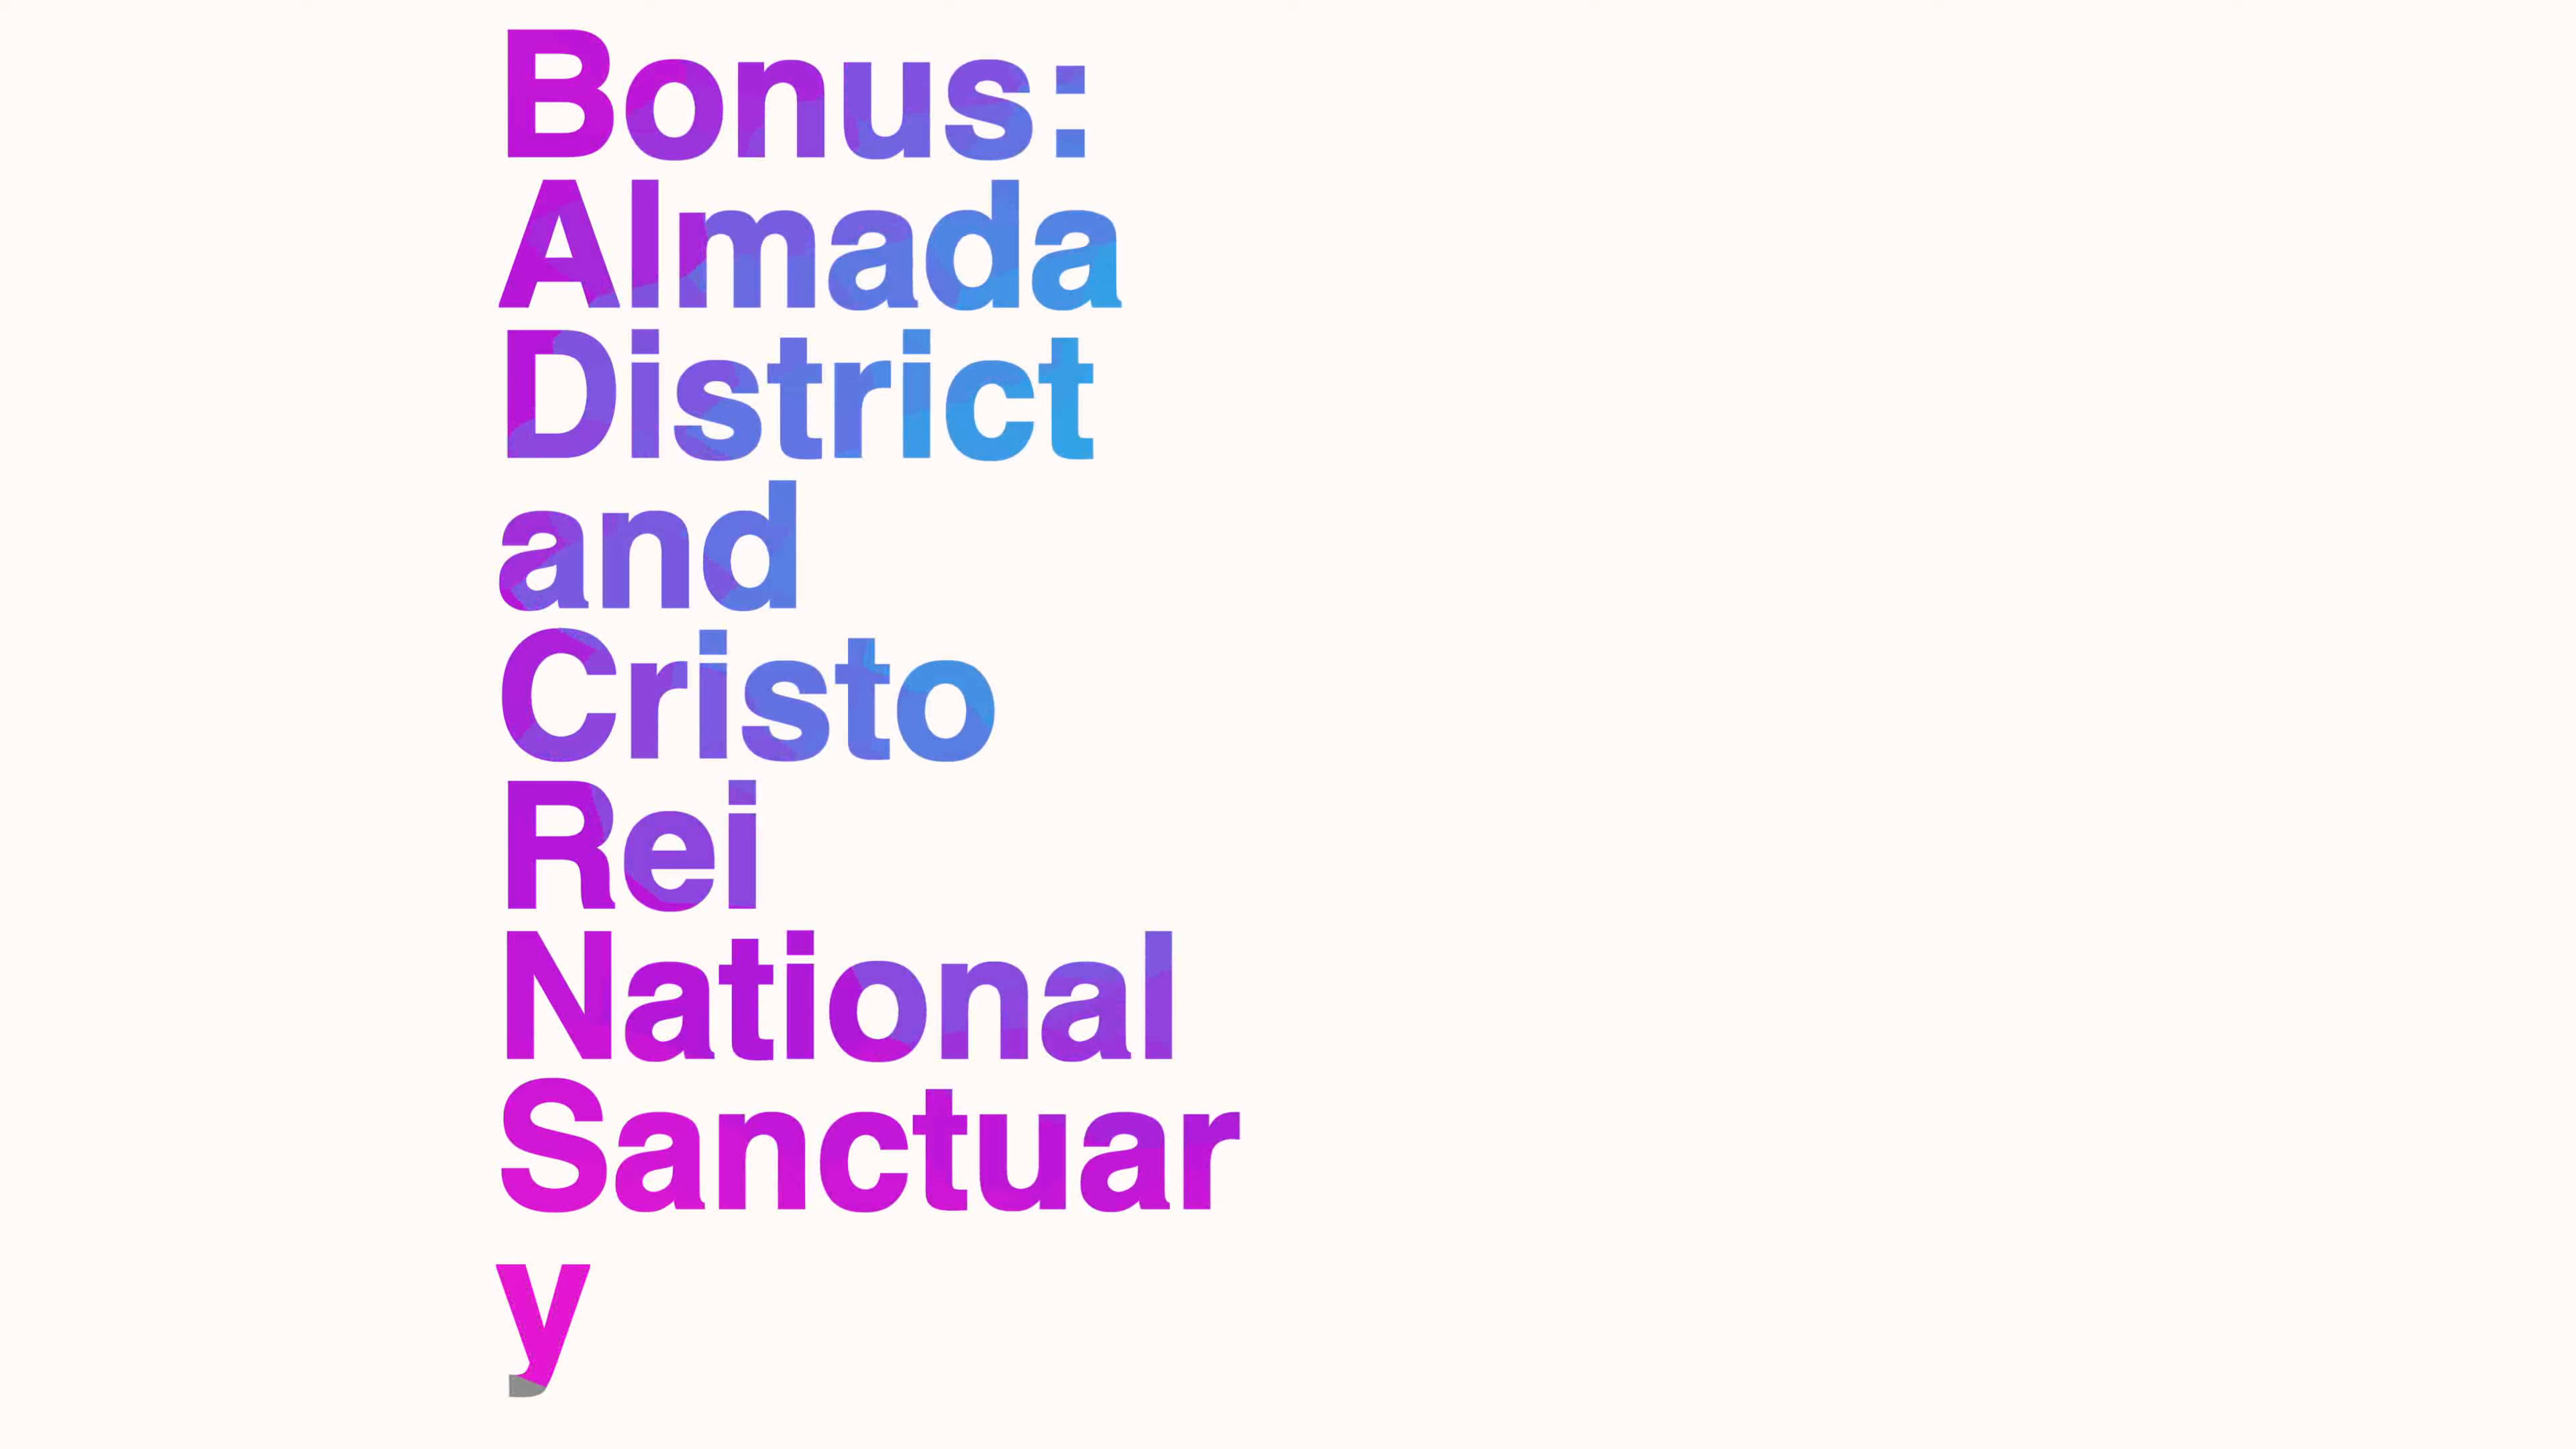 Bonus:
Almada
District
and
Cristo
Rei
National
Sanctuar
y